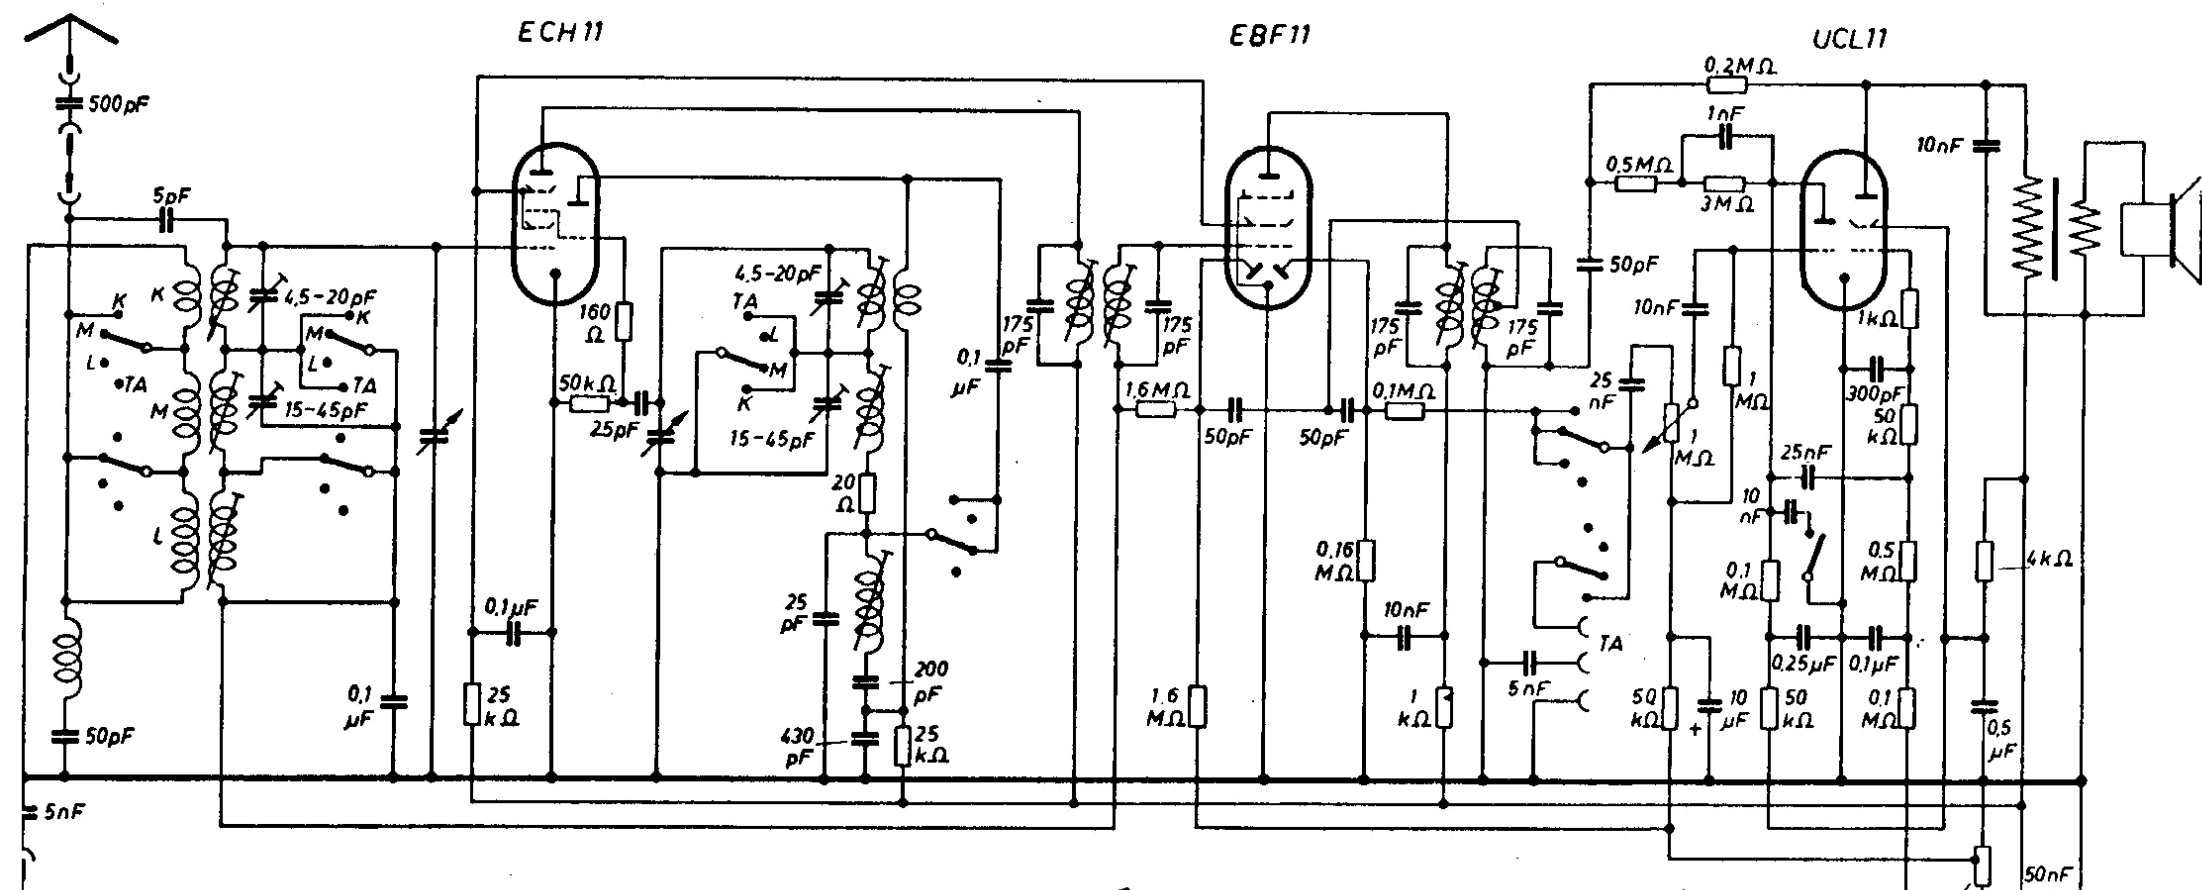 ECH11
EBF11
UCL11
500pF
5pF
0,2MΩ
1nF
0,5MΩ
3MΩ
10nF
K
K
4,5-20pF
K
M
M
L
L
TA
TA
M
15-45pF
L
160
Ω
50kΩ
25pF
4,5-20pF
TA
L
M
K
15-45pF
0,1
µF
20
Ω
175
pF
175
pF
175
pF
175
pF
50pF
10nF
1kΩ
1,6MΩ
50pF
50pF
0,1MΩ
25
nF
1
MΩ
1
MΩ
300pF
50
kΩ
25nF
10
nF
0,16
MΩ
0,1
MΩ
0,5
MΩ
4kΩ
0,1µF
25
pF
10nF
TA
0,25µF
0,1µF
50pF
0,1
µF
25
kΩ
200
pF
430
pF
25
kΩ
1,6
MΩ
1
kΩ
5nF
50
kΩ
+
10
µF
50
kΩ
0,1
MΩ
0,5
µF
5nF
50nF